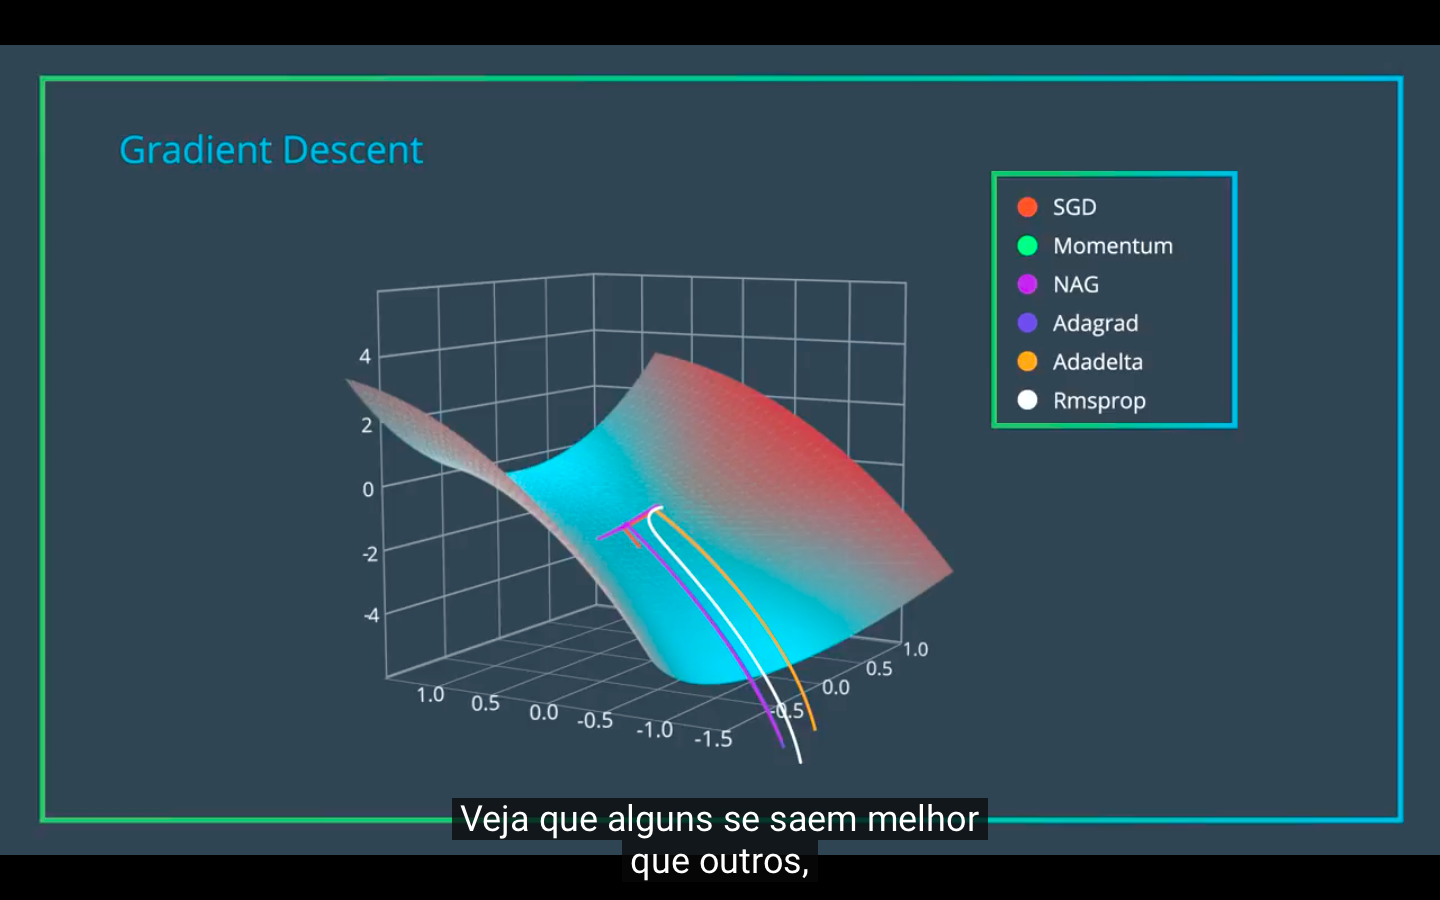 Gradient Descent
SGD
Momentum
NAG
Adagrad
Adadelta
Rmsprop
4
2
0
-2
-4
1.0
0.5
0.0
-0.5
-1.0
-1.5
-0.5
0.0
0.5
1.0
Veja que alguns se saem melhor
que outros,